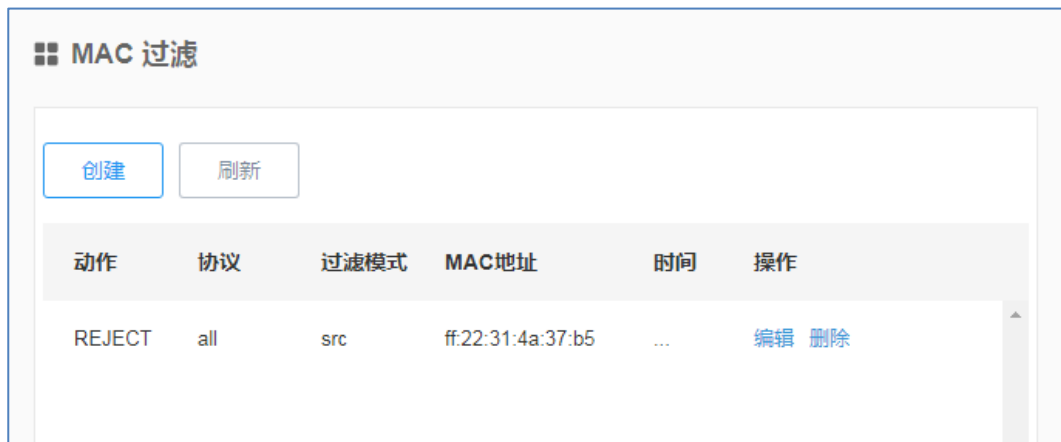 MAC 过滤
创建 刷新
动作 协议 过滤模式 MAC地址 时间 操作
REJECT all src ff:22:31:4a:37:b5 ... 编辑 删除